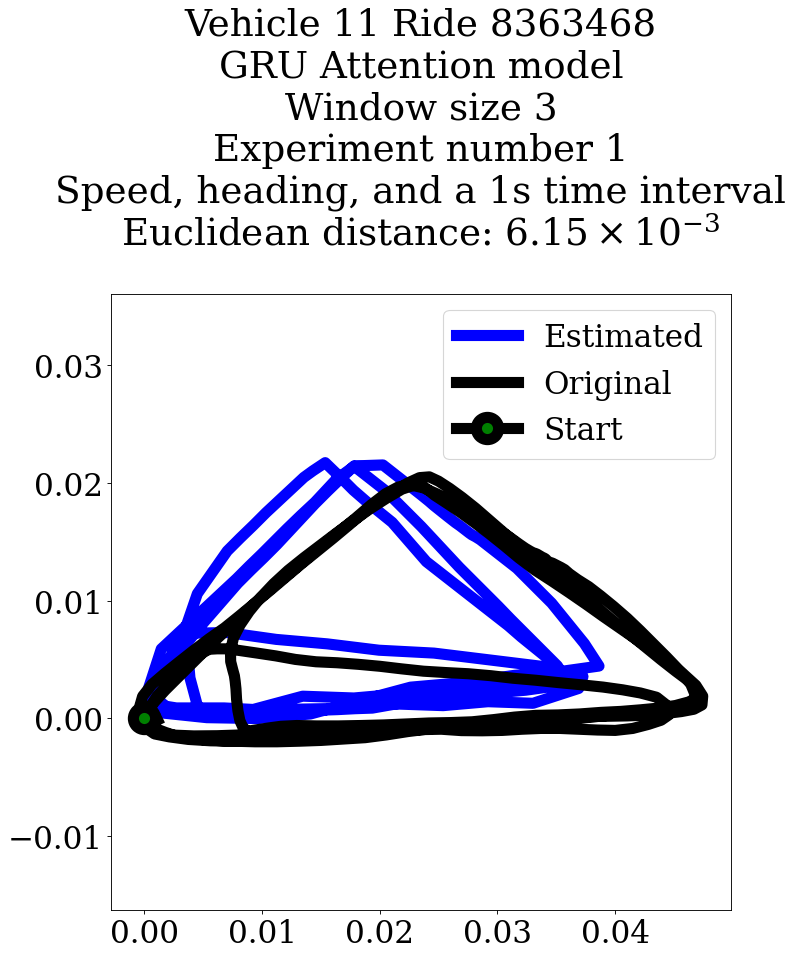 Vehicle 11 Ride 8363468
GRU Attention model
Window size 3
Experiment number 1
Speed, heading, and a 1s time interval
Euclidean distance: 6.15 × 10⁻³
Estimated
Original
Start
0.03
0.02
0.01
0.00
−0.01
0.00 0.01 0.02 0.03 0.04